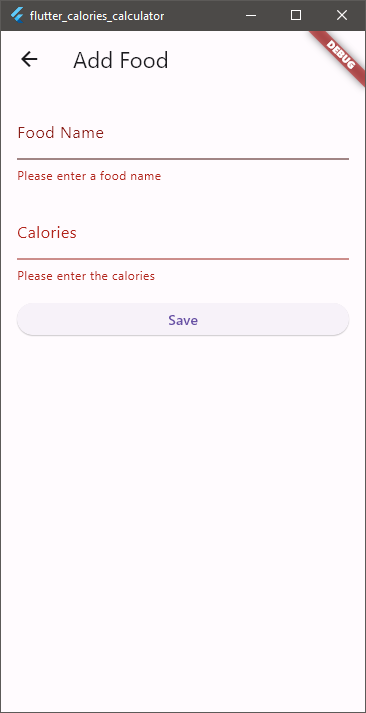 flutter_calories_calculator
DEBUG
Add Food
Food Name
Please enter a food name
Calories
Please enter the calories
Save